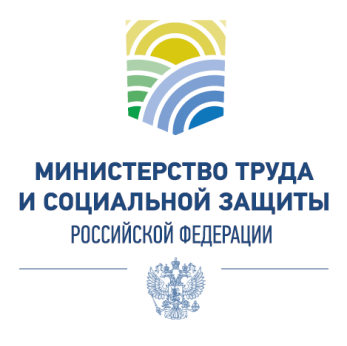 МИНИСТЕРСТВО ТРУДА
И СОЦИАЛЬНОЙ ЗАЩИТЫ
РОССИЙСКОЙ ФЕДЕРАЦИИ